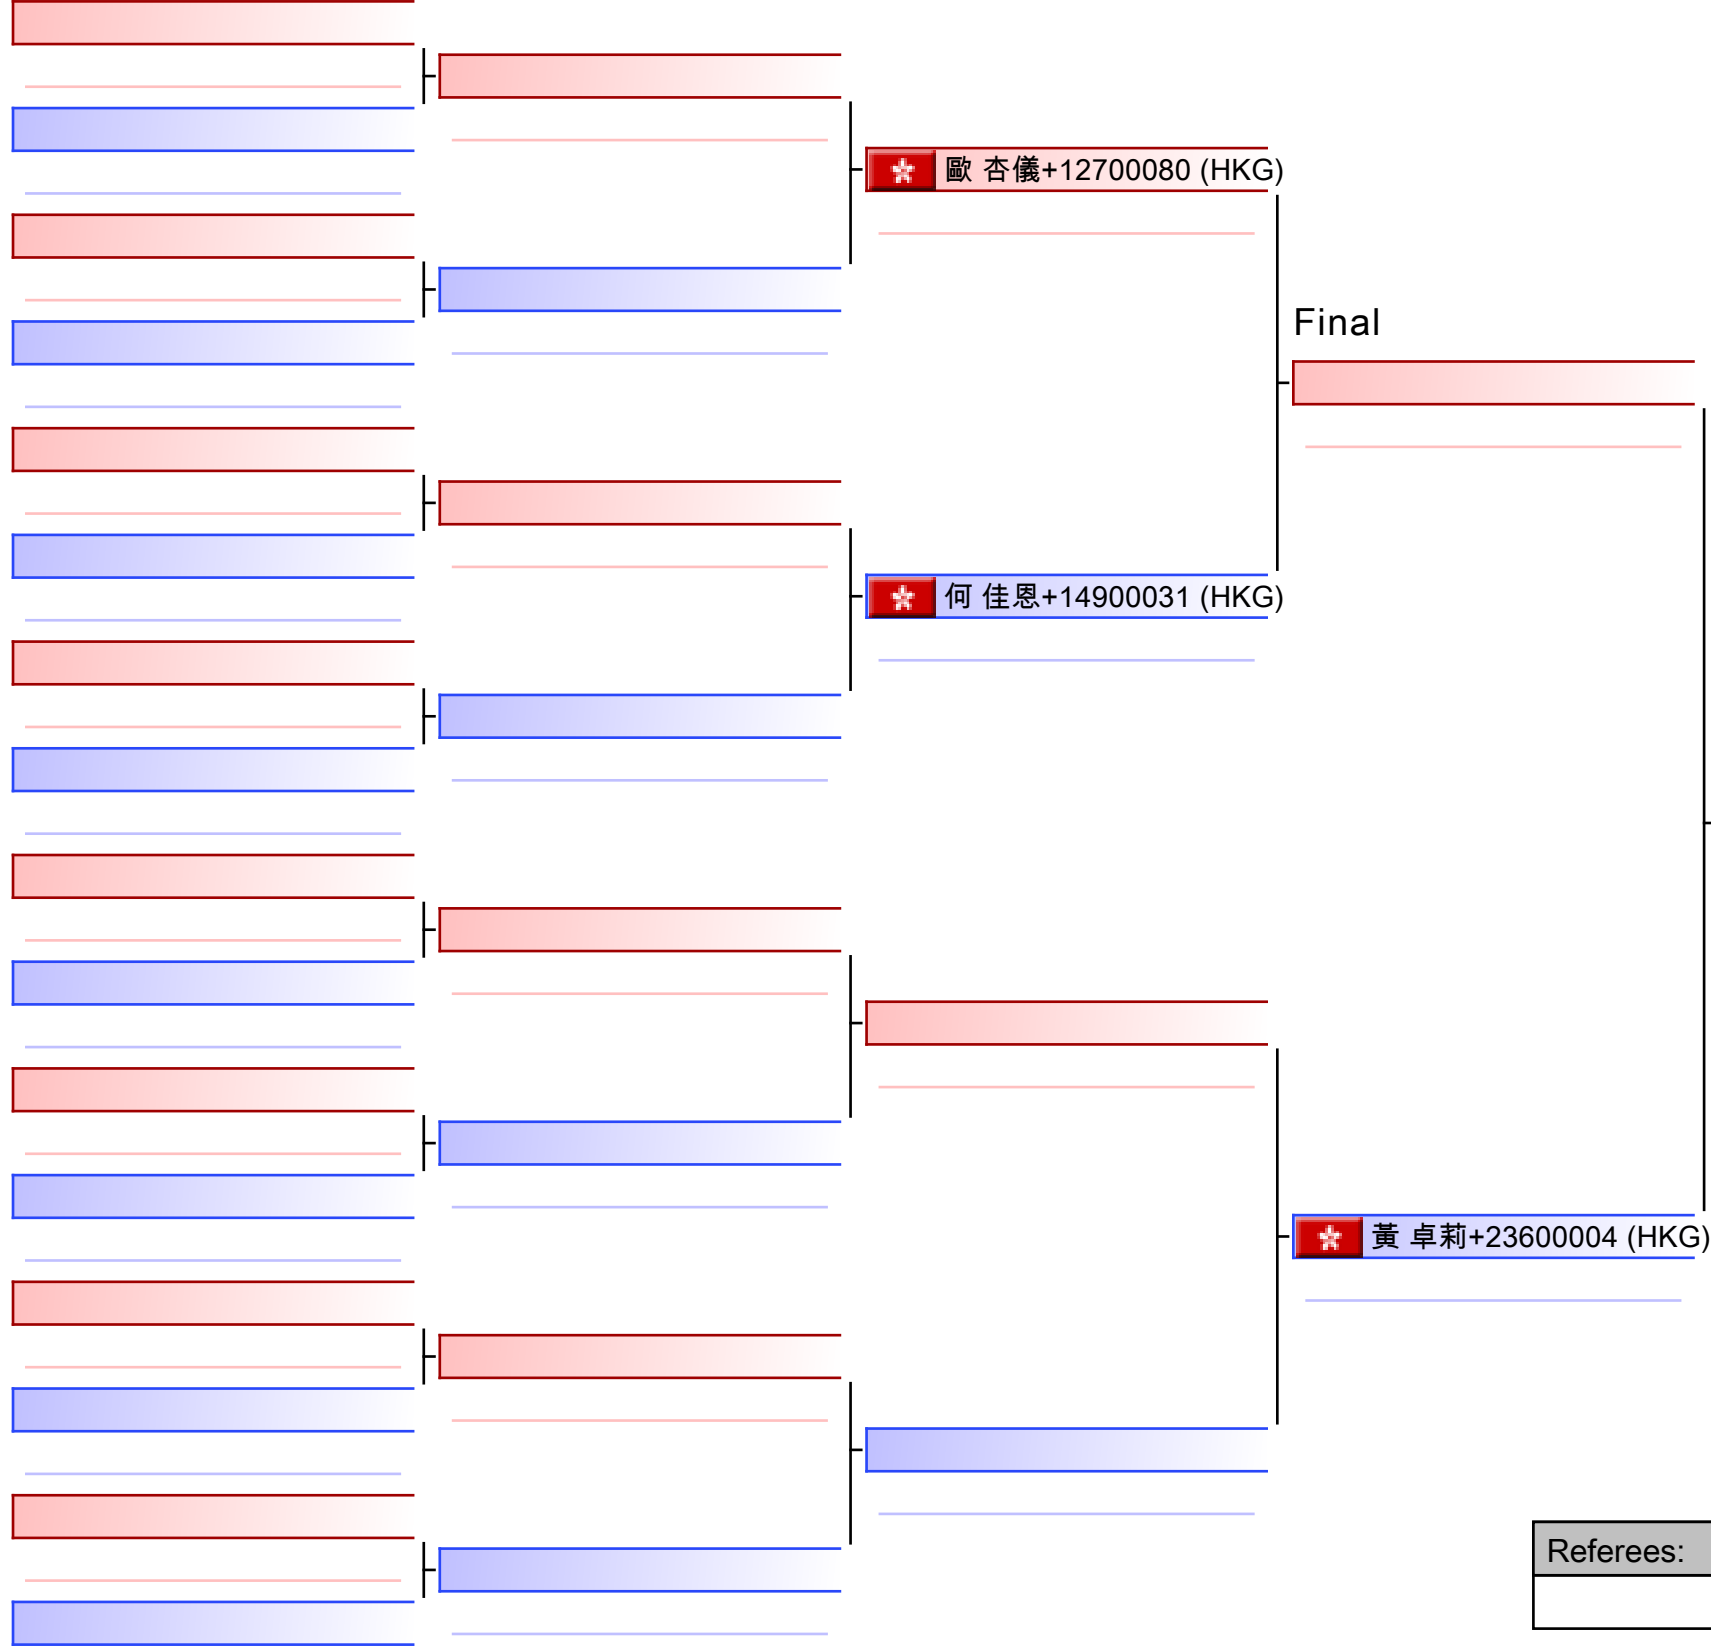 歐 杏儀+12700080 (HKG)
Final
何 佳恩+14900031 (HKG)
黃 卓莉+23600004 (HKG)
Referees: